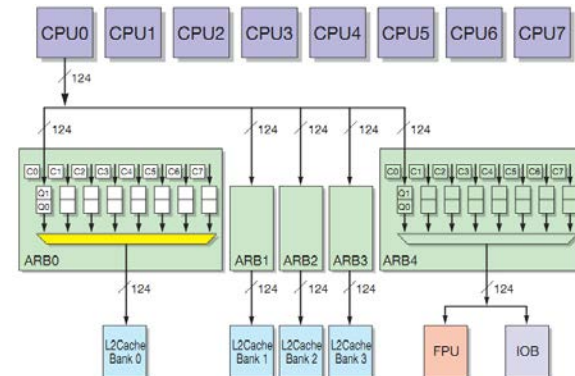 CPU0 CPU1 CPU2 CPU3 CPU4 CPU5 CPU6 CPU7
124
124 124 124 124 124
C0 C1 C2 C3 C4 C5 C6 C7
Q1
Q0
ARB0
ARB1 ARB2 ARB3
C0 C1 C2 C3 C4 C5 C6 C7
Q1
Q0
ARB4
124 124 124 124 124
L2Cache
Bank 0
L2Cache
Bank 1
L2Cache
Bank 2
L2Cache
Bank 3
FPU
IOB